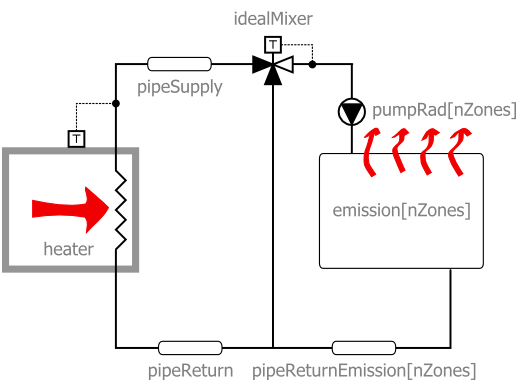 idealMixer
T
pipeSupply
pumpRad[nZones]
T
emission[nZones]
heater
pipeReturn
pipeReturnEmission[nZones]